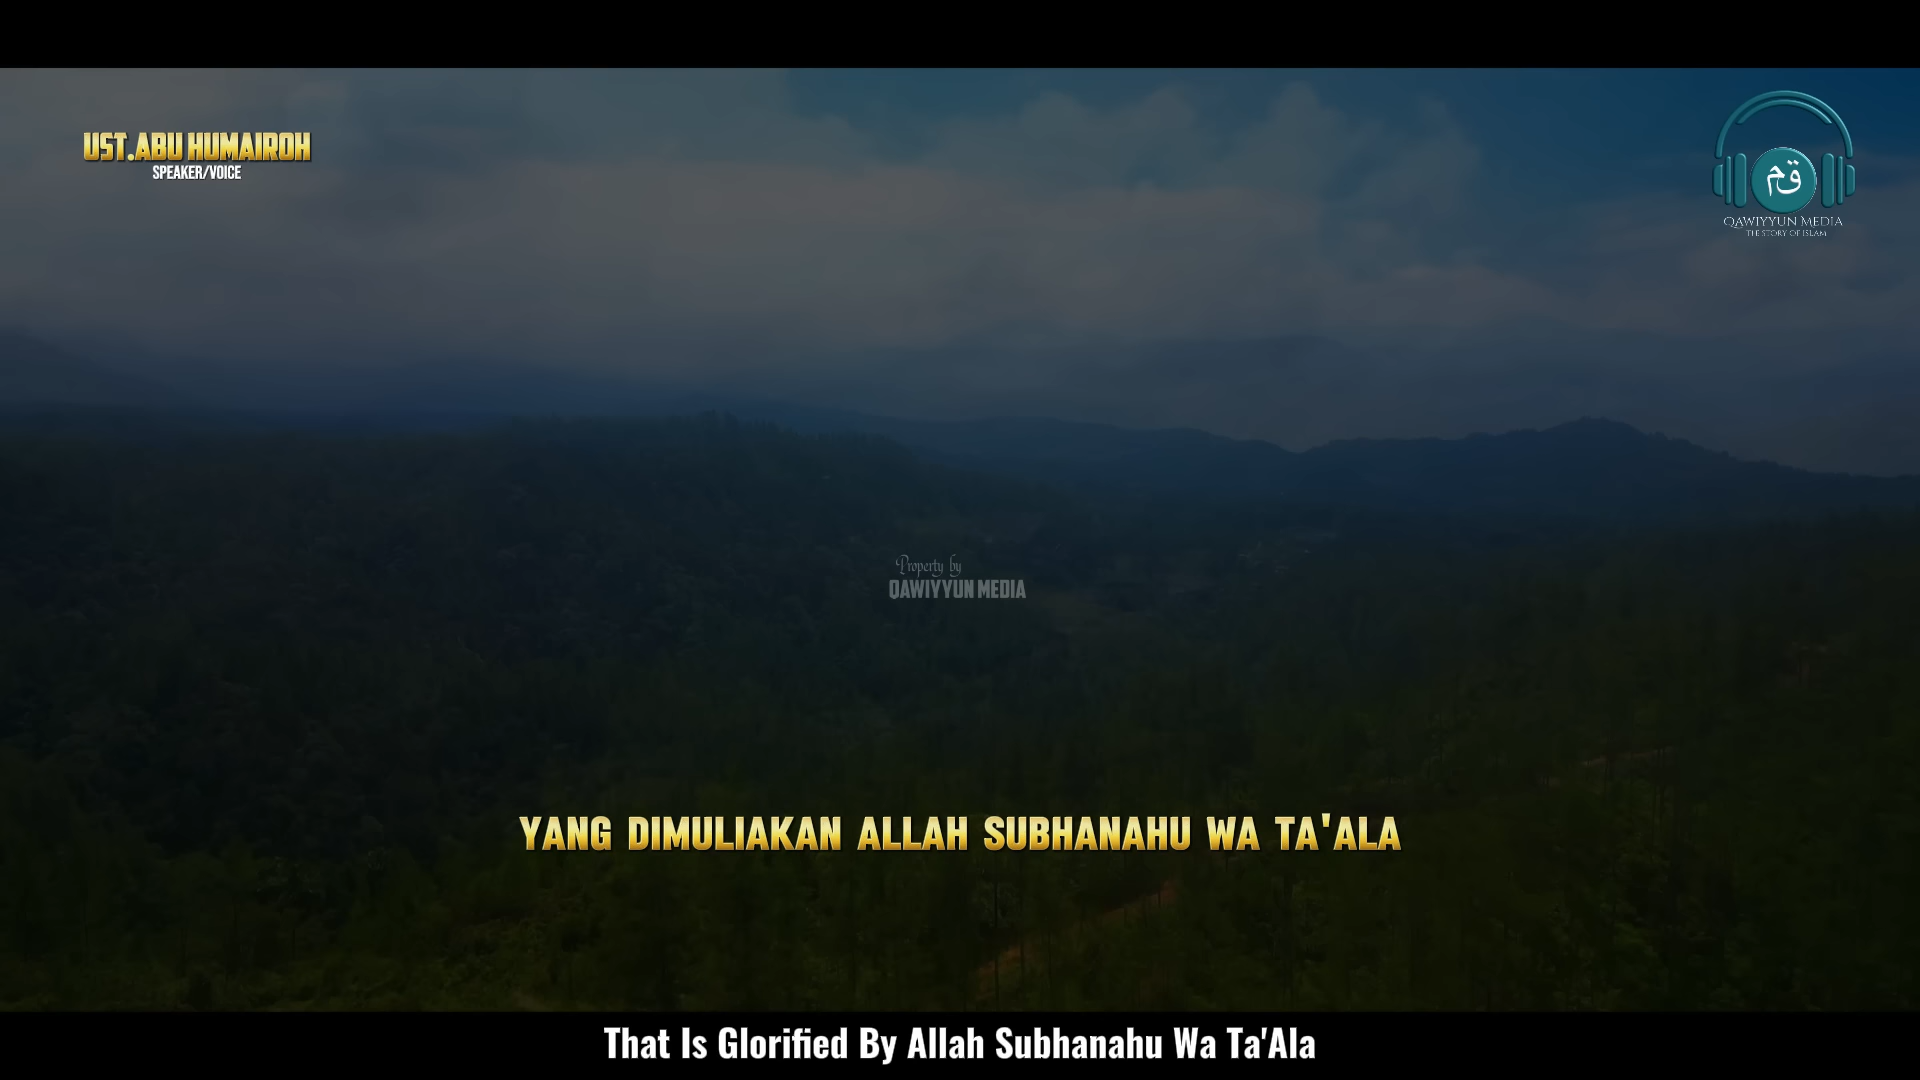 UST.ABU HUMAIROH
SPEAKER/VOICE
قم
QAWIYYUN MEDIA
THE STORY OF ISLAM
Property by
QAWIYYUN MEDIA
YANG DIMULIAKAN ALLAH SUBHANAHU WA TA'ALA
That Is Glorified By Allah Subhanahu Wa Ta'Ala